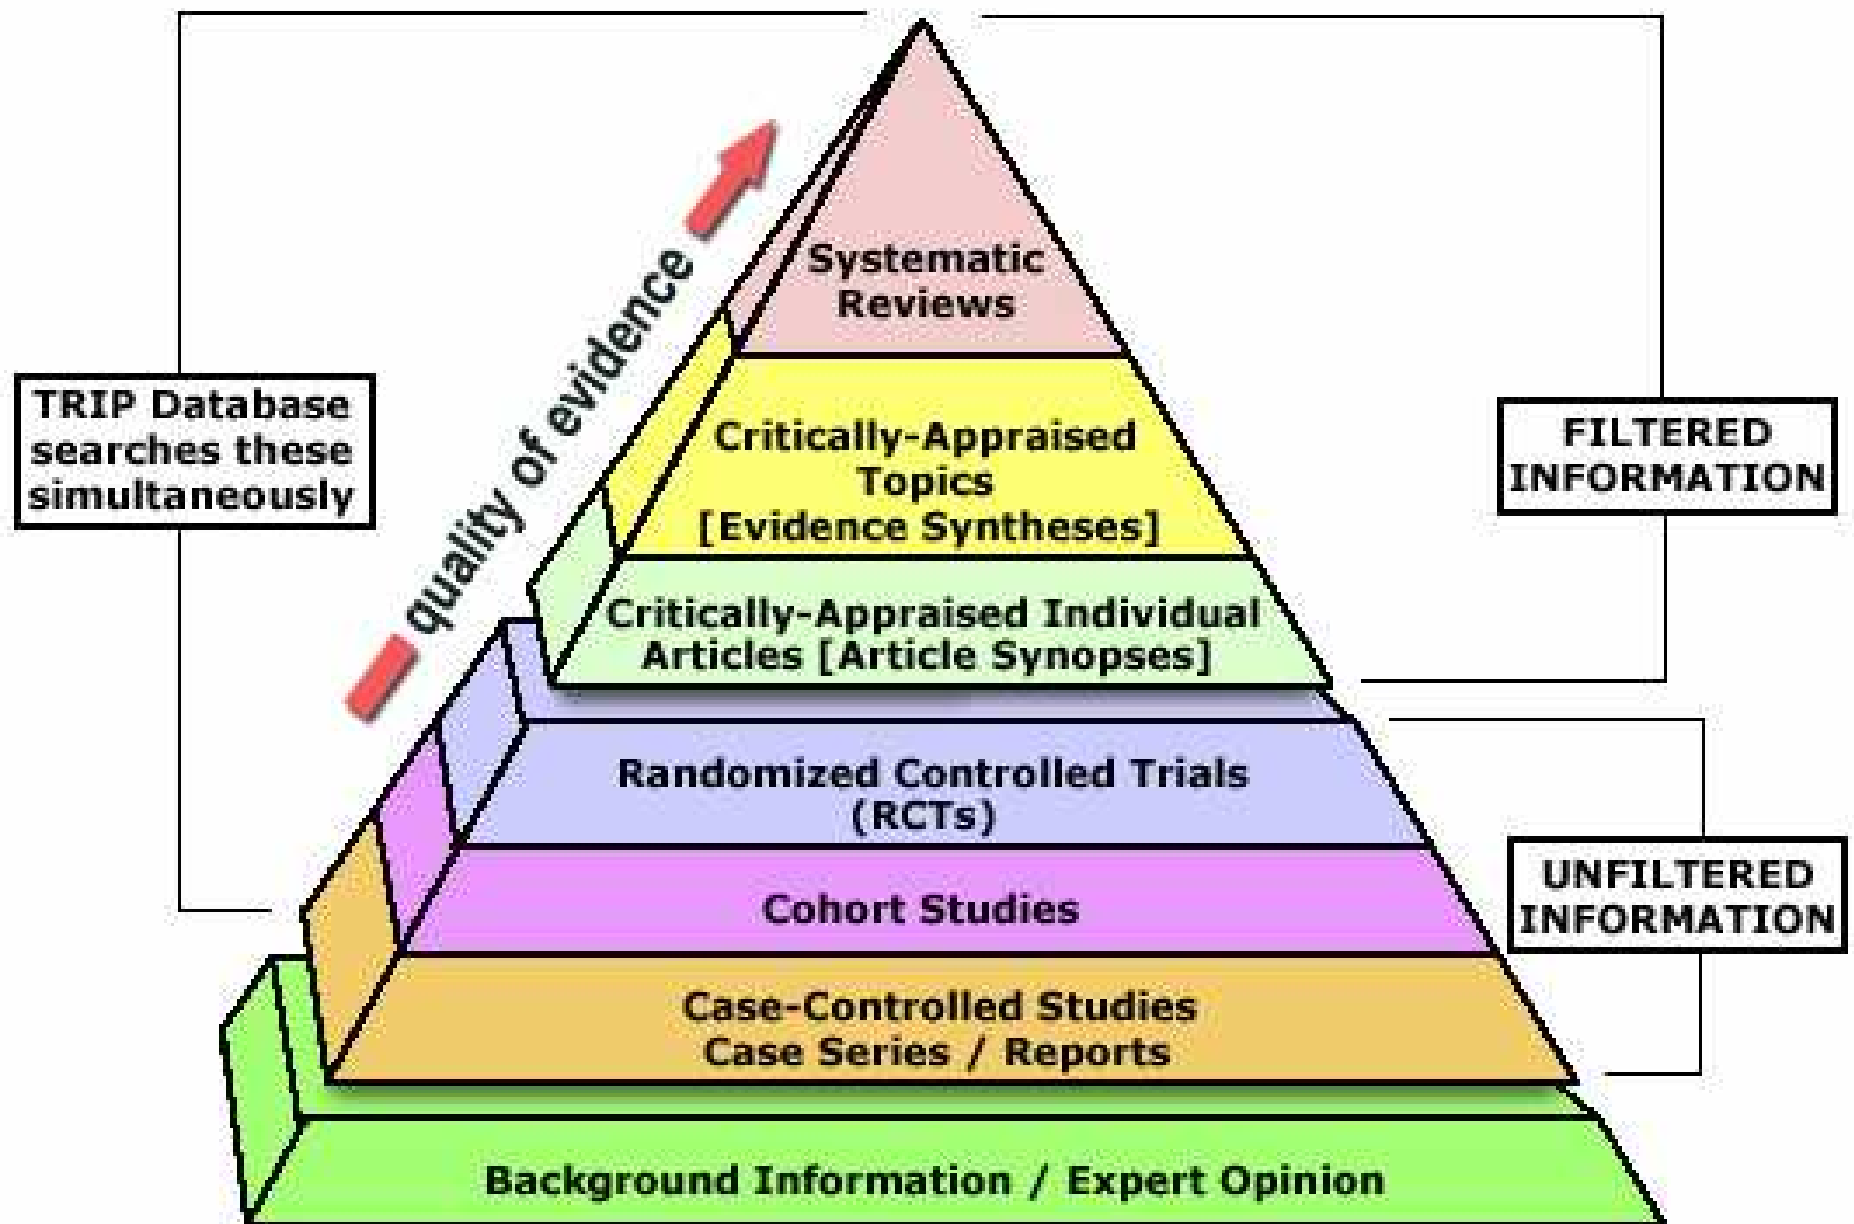 Systematic
Reviews
Critically-Appraised
Topics
[Evidence Syntheses]
Critically-Appraised Individual
Articles [Article Synopses]
Randomized Controlled Trials
(RCTs)
Cohort Studies
Case-Controlled Studies
Case Series / Reports
Background Information / Expert Opinion
quality of evidence
TRIP Database
searches these
simultaneously
FILTERED
INFORMATION
UNFILTERED
INFORMATION